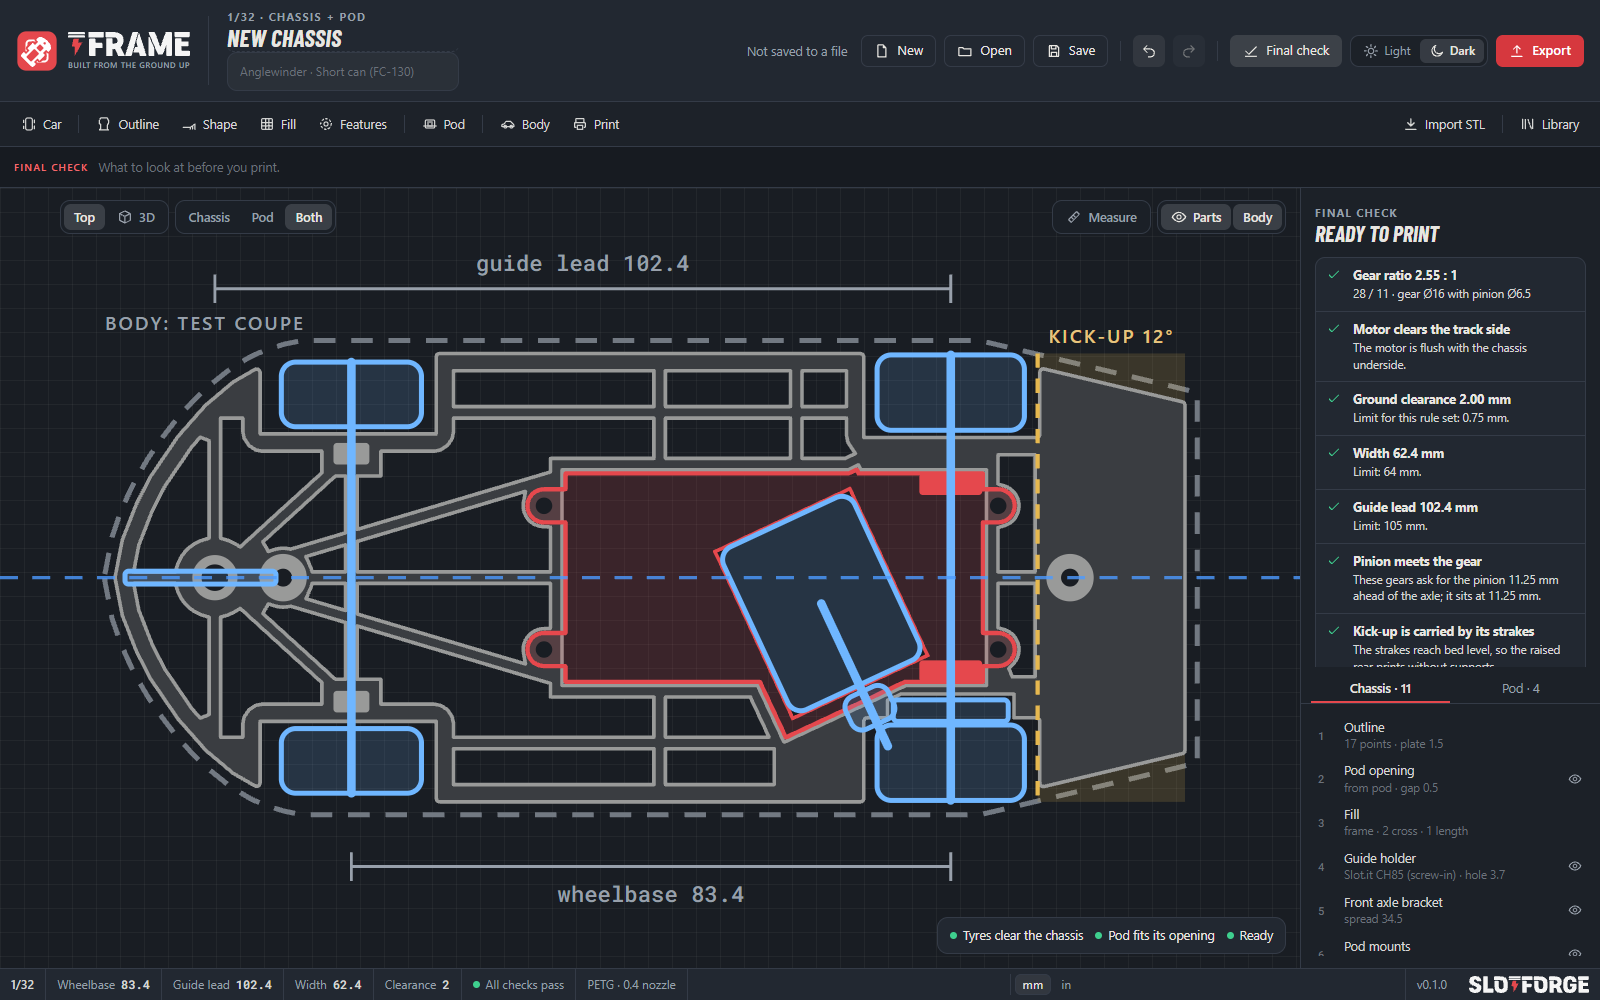 1/32 · CHASSIS + POD
FRAME
BUILT FROM THE GROUND UP
NEW CHASSIS
Anglewinder · Short can (FC-130)
Not saved to a file
New
Open
Save
Final check
Light
Dark
Export
Car
Outline
Shape
Fill
Features
Pod
Body
Print
Import STL
Library
FINAL CHECK What to look at before you print.
Top
3D
Chassis
Pod
Both
Measure
Parts
Body
guide lead 102.4
BODY: TEST COUPE
KICK-UP 12°
wheelbase 83.4
Tyres clear the chassis
Pod fits its opening
Ready
FINAL CHECK
READY TO PRINT
Gear ratio 2.55 : 1
28 / 11 · gear Ø16 with pinion Ø6.5
Motor clears the track side
The motor is flush with the chassis
underside.
Ground clearance 2.00 mm
Limit for this rule set: 0.75 mm.
Width 62.4 mm
Limit: 64 mm.
Guide lead 102.4 mm
Limit: 105 mm.
Pinion meets the gear
These gears ask for the pinion 11.25 mm
ahead of the axle; it sits at 11.25 mm.
Kick-up is carried by its strakes
The strakes reach bed level, so the raised
rear prints without supports.
Chassis · 11
Pod · 4
1 Outline
17 points · plate 1.5
2 Pod opening
from pod · gap 0.5
3 Fill
frame · 2 cross · 1 length
4 Guide holder
Slot.it CH85 (screw-in) · hole 3.7
5 Front axle bracket
spread 34.5
6 Pod mounts
1/32
Wheelbase 83.4
Guide lead 102.4
Width 62.4
Clearance 2
All checks pass
PETG · 0.4 nozzle
mm
in
v0.1.0
SLOTFORGE